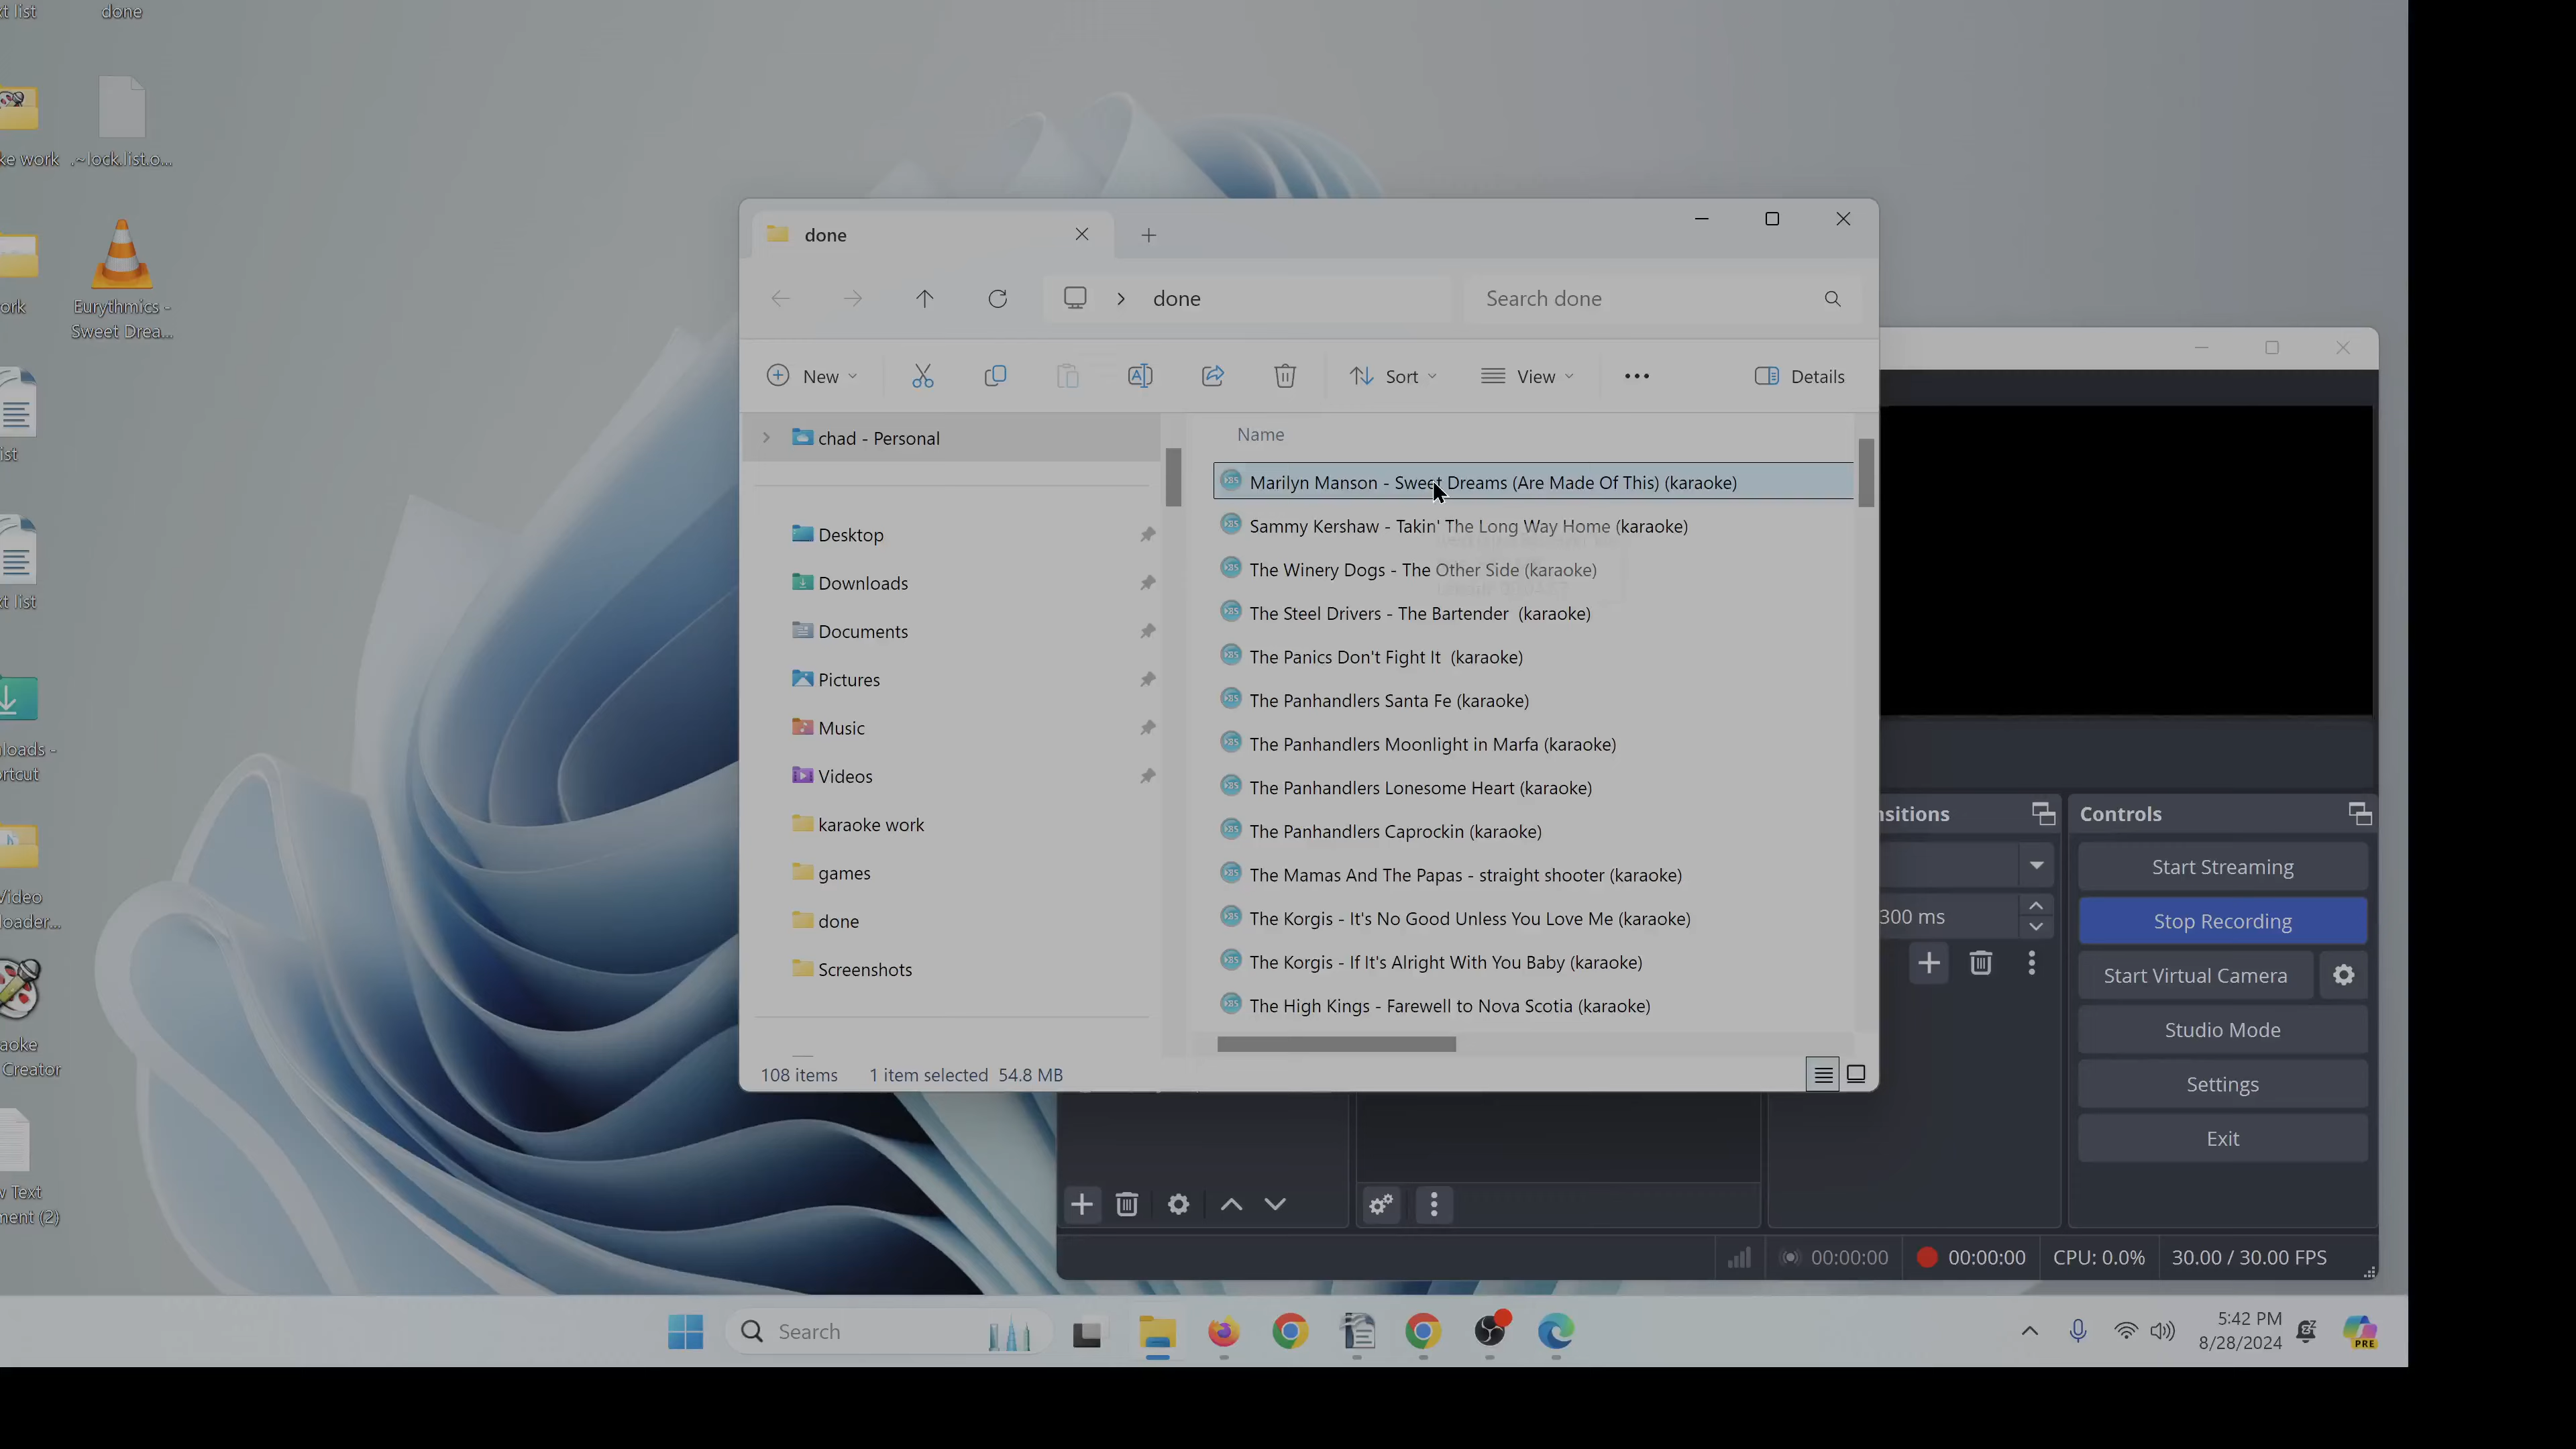 xt list
done
ke work
.~lock.list.o...
ork
Eurythmics -
Sweet Drea...
ist
xt list
nloads -
ortcut
Video
loader...
aoke
Creator
w Text
ment (2)
done
done
Search done
New
Sort
View
Details
chad - Personal
Desktop
Downloads
Documents
Pictures
Music
Videos
karaoke work
games
done
Screenshots
Name
Marilyn Manson - Sweet Dreams (Are Made Of This) (karaoke)
Sammy Kershaw - Takin' The Long Way Home (karaoke)
The Winery Dogs - The Other Side (karaoke)
The Steel Drivers - The Bartender  (karaoke)
The Panics Don't Fight It  (karaoke)
The Panhandlers Santa Fe (karaoke)
The Panhandlers Moonlight in Marfa (karaoke)
The Panhandlers Lonesome Heart (karaoke)
The Panhandlers Caprockin (karaoke)
The Mamas And The Papas - straight shooter (karaoke)
The Korgis - It's No Good Unless You Love Me (karaoke)
The Korgis - If It's Alright With You Baby (karaoke)
The High Kings - Farewell to Nova Scotia (karaoke)
108 items 1 item selected 54.8 MB
nsitions
300 ms
Controls
Start Streaming
Stop Recording
Start Virtual Camera
Studio Mode
Settings
Exit
00:00:00 00:00:00 CPU: 0.0% 30.00 / 30.00 FPS
Search
5:42 PM
8/28/2024
PRE